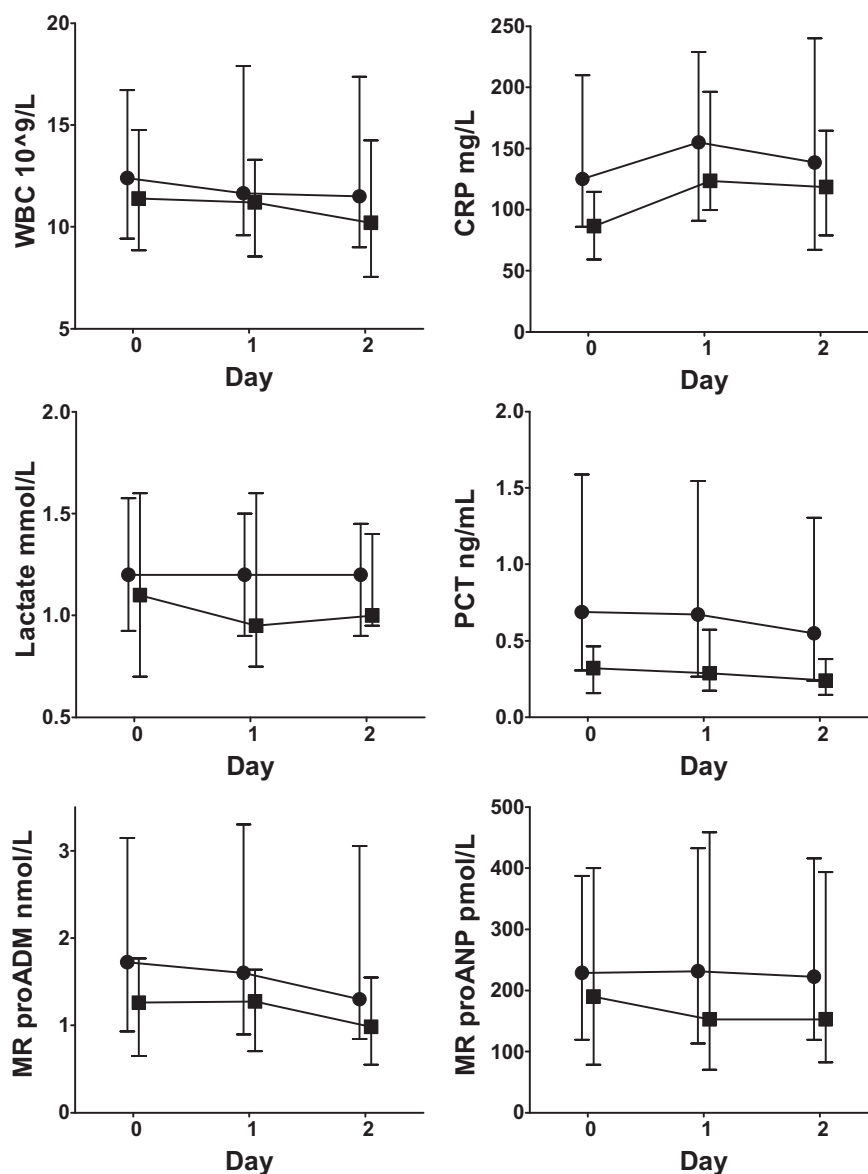 WBC 10^9/L
20
15
10
5
0 1 2
Day
CRP mg/L
250
200
150
100
50
0
0 1 2
Day
Lactate mmol/L
2.0
1.5
1.0
0.5
0 1 2
Day
PCT ng/mL
2.0
1.5
1.0
0.5
0.0
0 1 2
Day
MR proADM nmol/L
3
2
1
0
0 1 2
Day
MR proANP pmol/L
500
400
300
200
100
0
0 1 2
Day